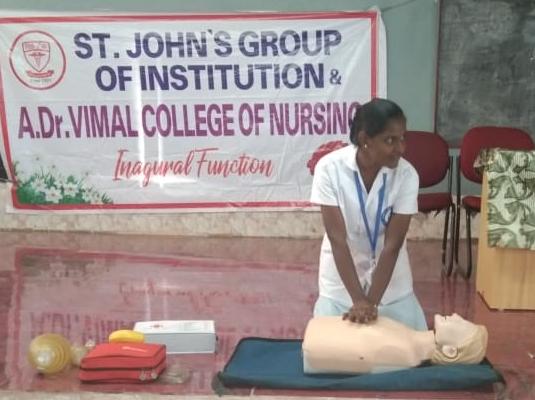 ST. JOHN'S GROUP
OF INSTITUTION &
A.Dr.VIMAL COLLEGE OF NURSING
Inagural Function